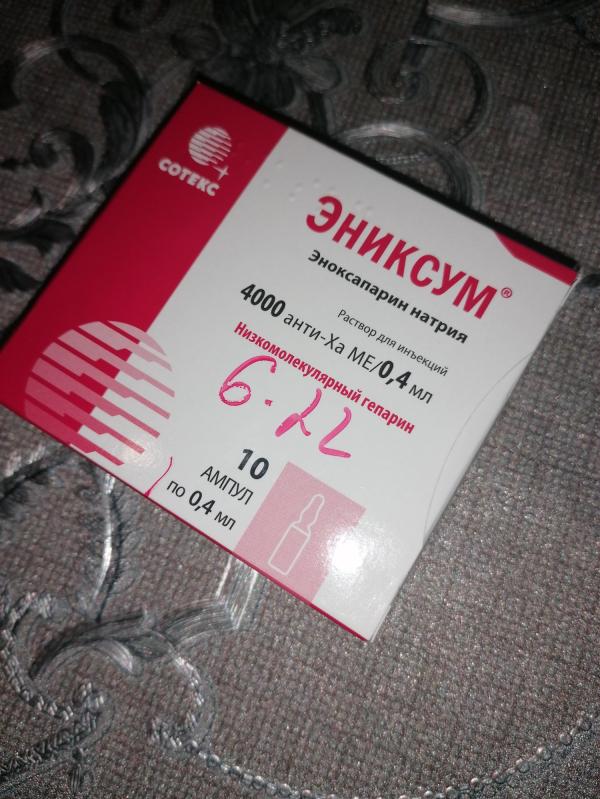 СОТЕКС
ЭНИКСУМ®
Эноксапарин натрия
Раствор для инъекций
4000 анти-Ха МЕ/0,4 мл
Низкомолекулярный гепарин
6.22
10
АМПУЛ
по 0,4 мл